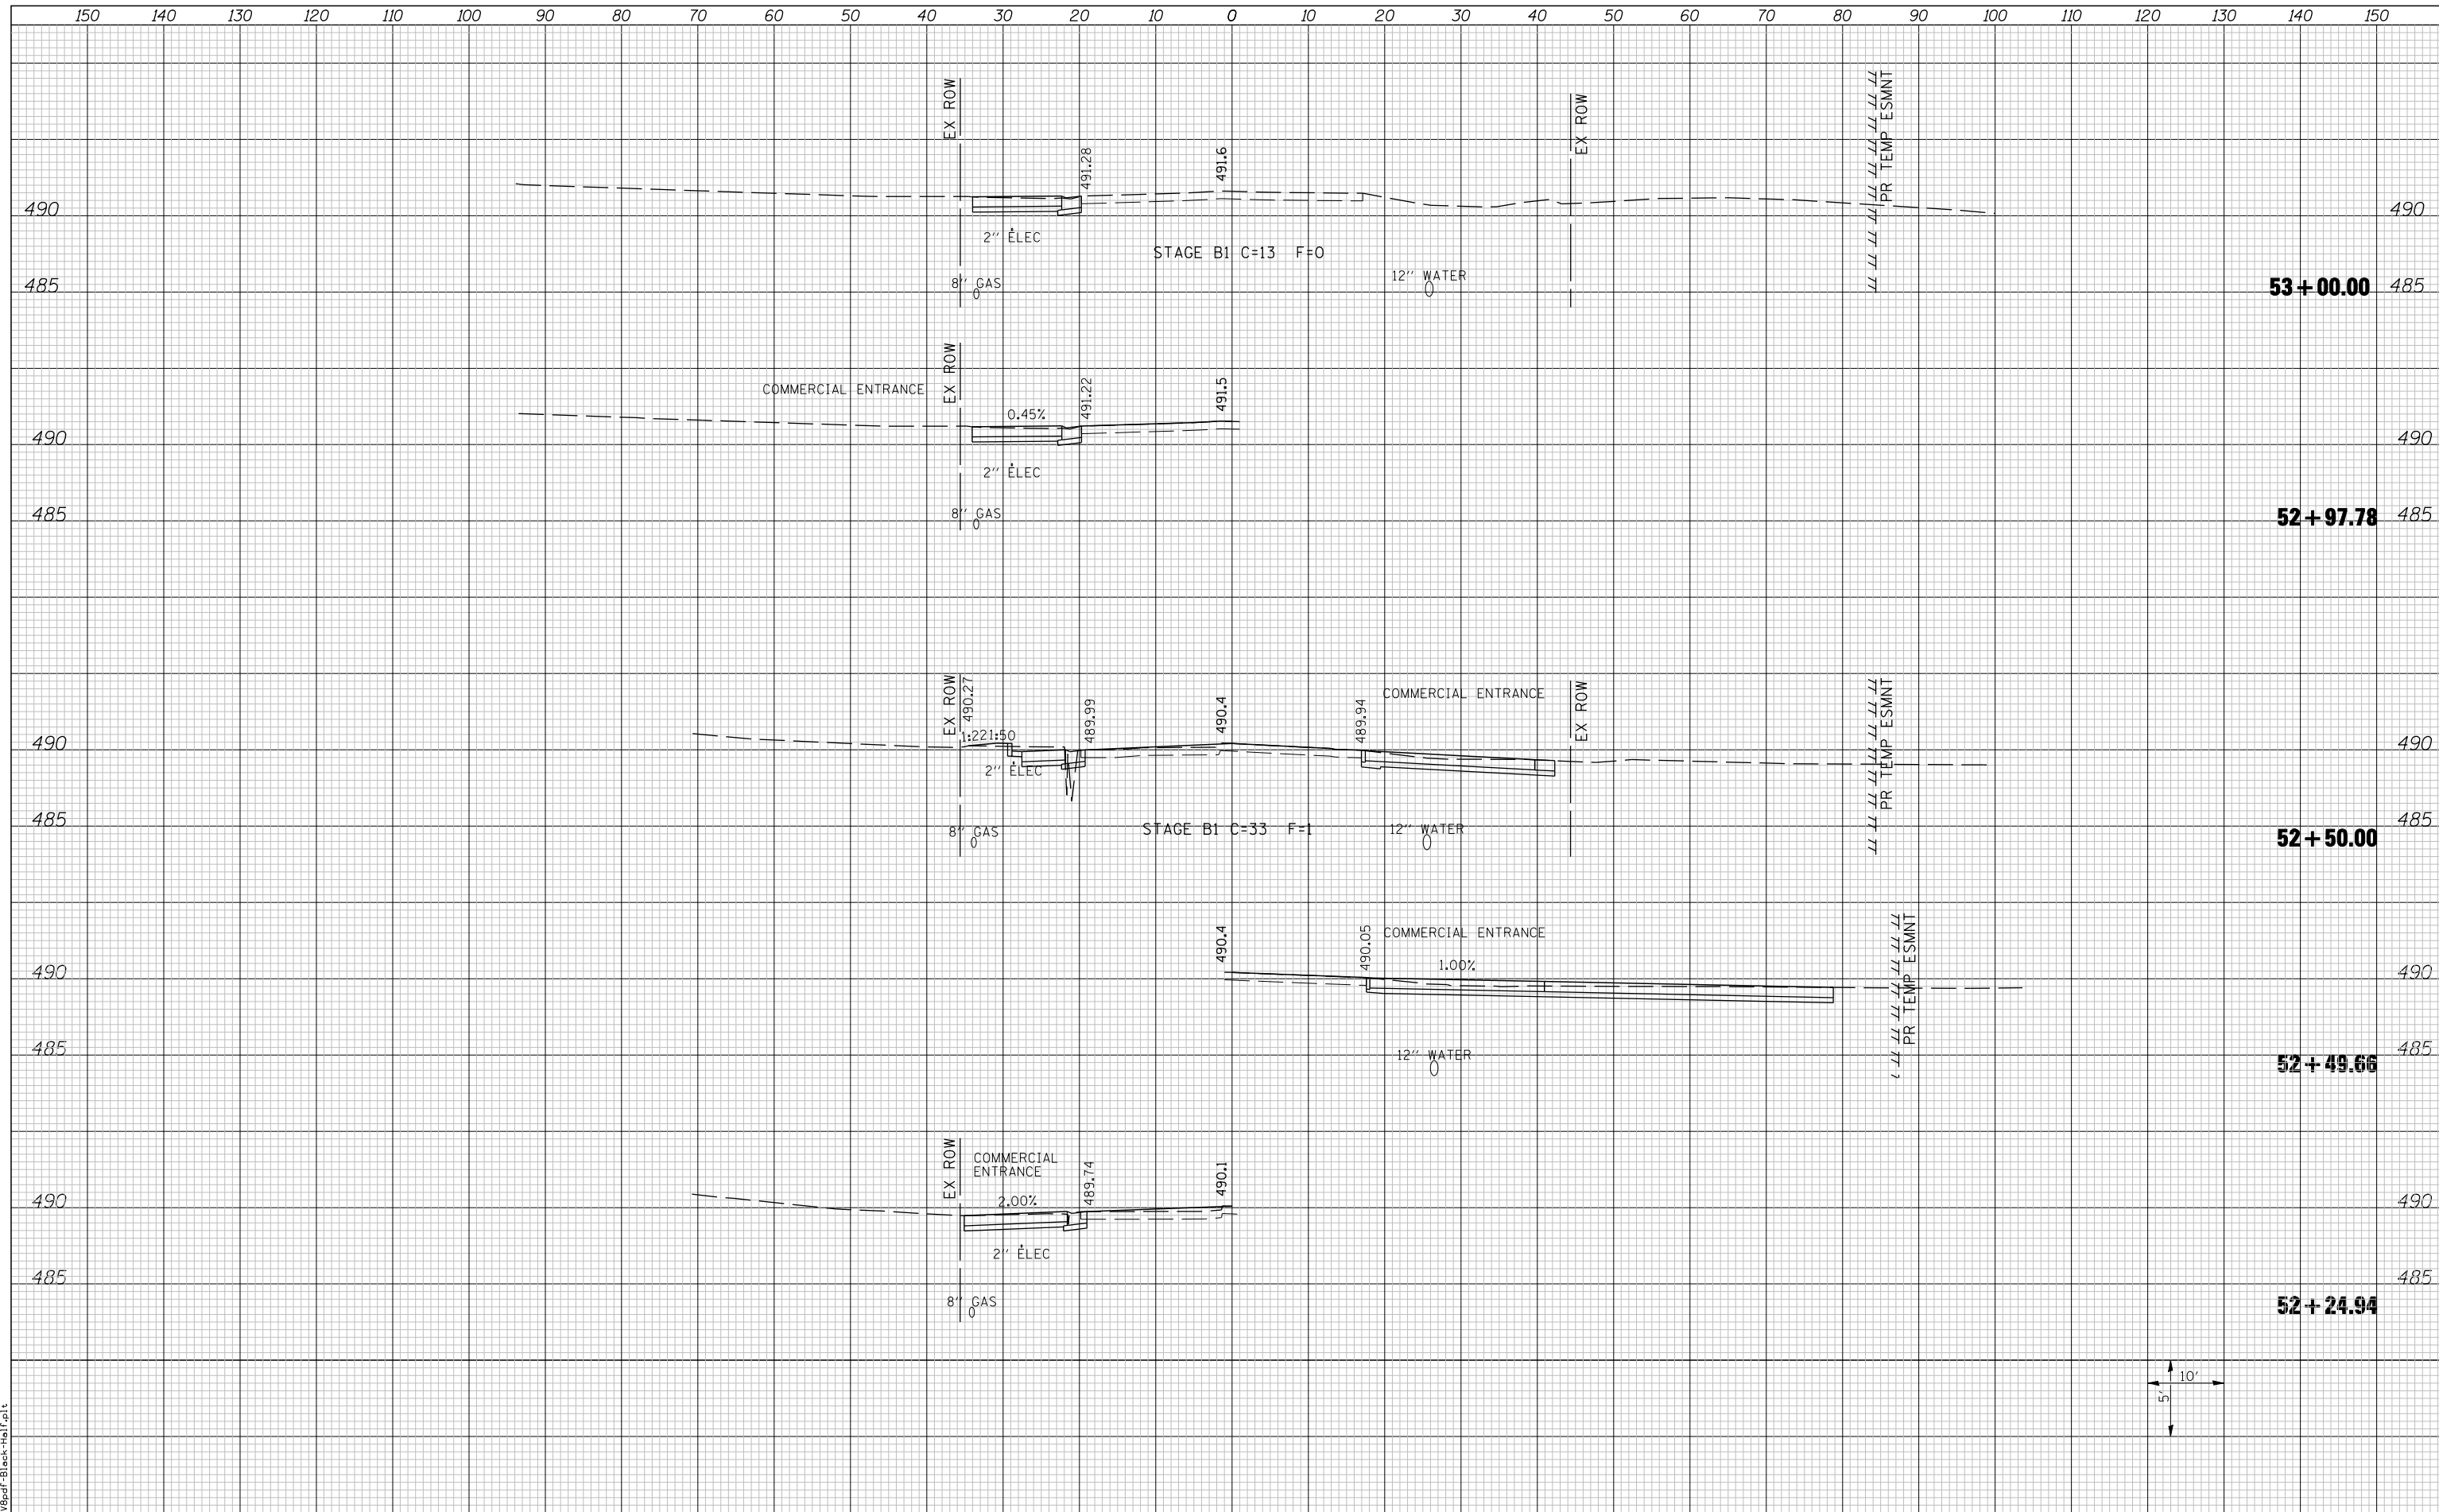 150 140 130 120 110 100 90 80 70 60 50 40 30 20 10 0 10 20 30 40 50 60 70 80 90 100 110 120 130 140 150
EX ROW
491.28
491.6
EX ROW
PR TEMP ESMNT
490
490
2'' ELEC
STAGE B1 C=13 F=0
12'' WATER
8'' GAS
485
53+00.00
485
EX ROW
COMMERCIAL ENTRANCE
491.22
491.5
0.45%
490
490
2'' ELEC
8'' GAS
485
52+97.78
485
EX ROW
490.27
489.99
490.4
489.94
COMMERCIAL ENTRANCE
EX ROW
PR TEMP ESMNT
1:221:50
490
490
2'' ELEC
8'' GAS
STAGE B1 C=33 F=1
12'' WATER
485
485
52+50.00
490.4
490.05
COMMERCIAL ENTRANCE
1.00%
PR TEMP ESMNT
490
490
12'' WATER
485
485
52+49.66
EX ROW
COMMERCIAL
ENTRANCE
489.74
490.1
2.00%
490
490
2'' ELEC
8'' GAS
485
485
52+24.94
10'
5'
V8pdf-Black-Half.plt